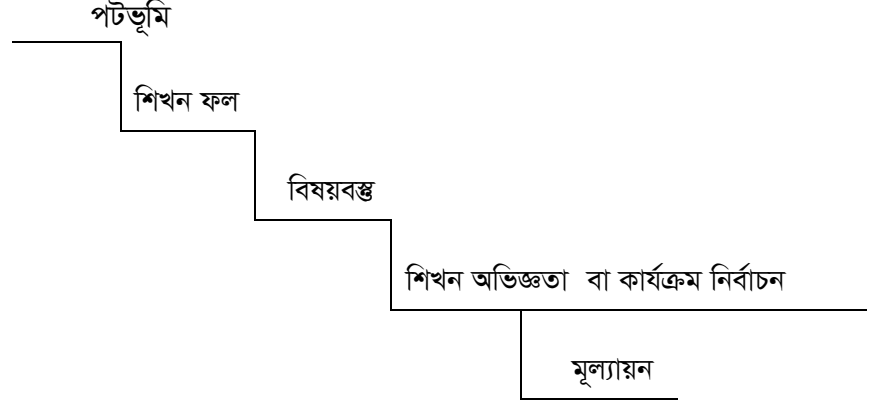 পটভূমি
শিখন ফল
বিষয়বস্তু
শিখন অভিজ্ঞতা বা কার্যক্রম নির্বাচন
মূল্যায়ন